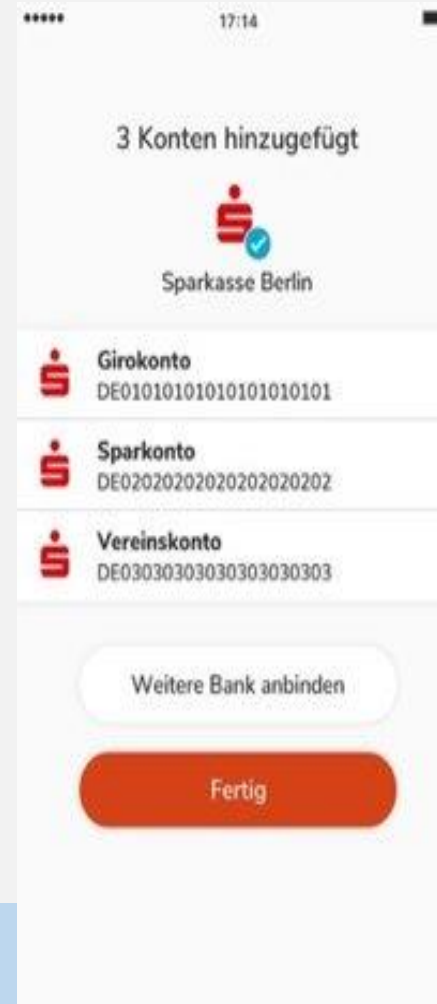 17:14
3 Konten hinzugefügt
Sparkasse Berlin
Girokonto
DE01010101010101010101
Sparkonto
DE02020202020202020202
Vereinskonto
DE03030303030303030303
Weitere Bank anbinden
Fertig